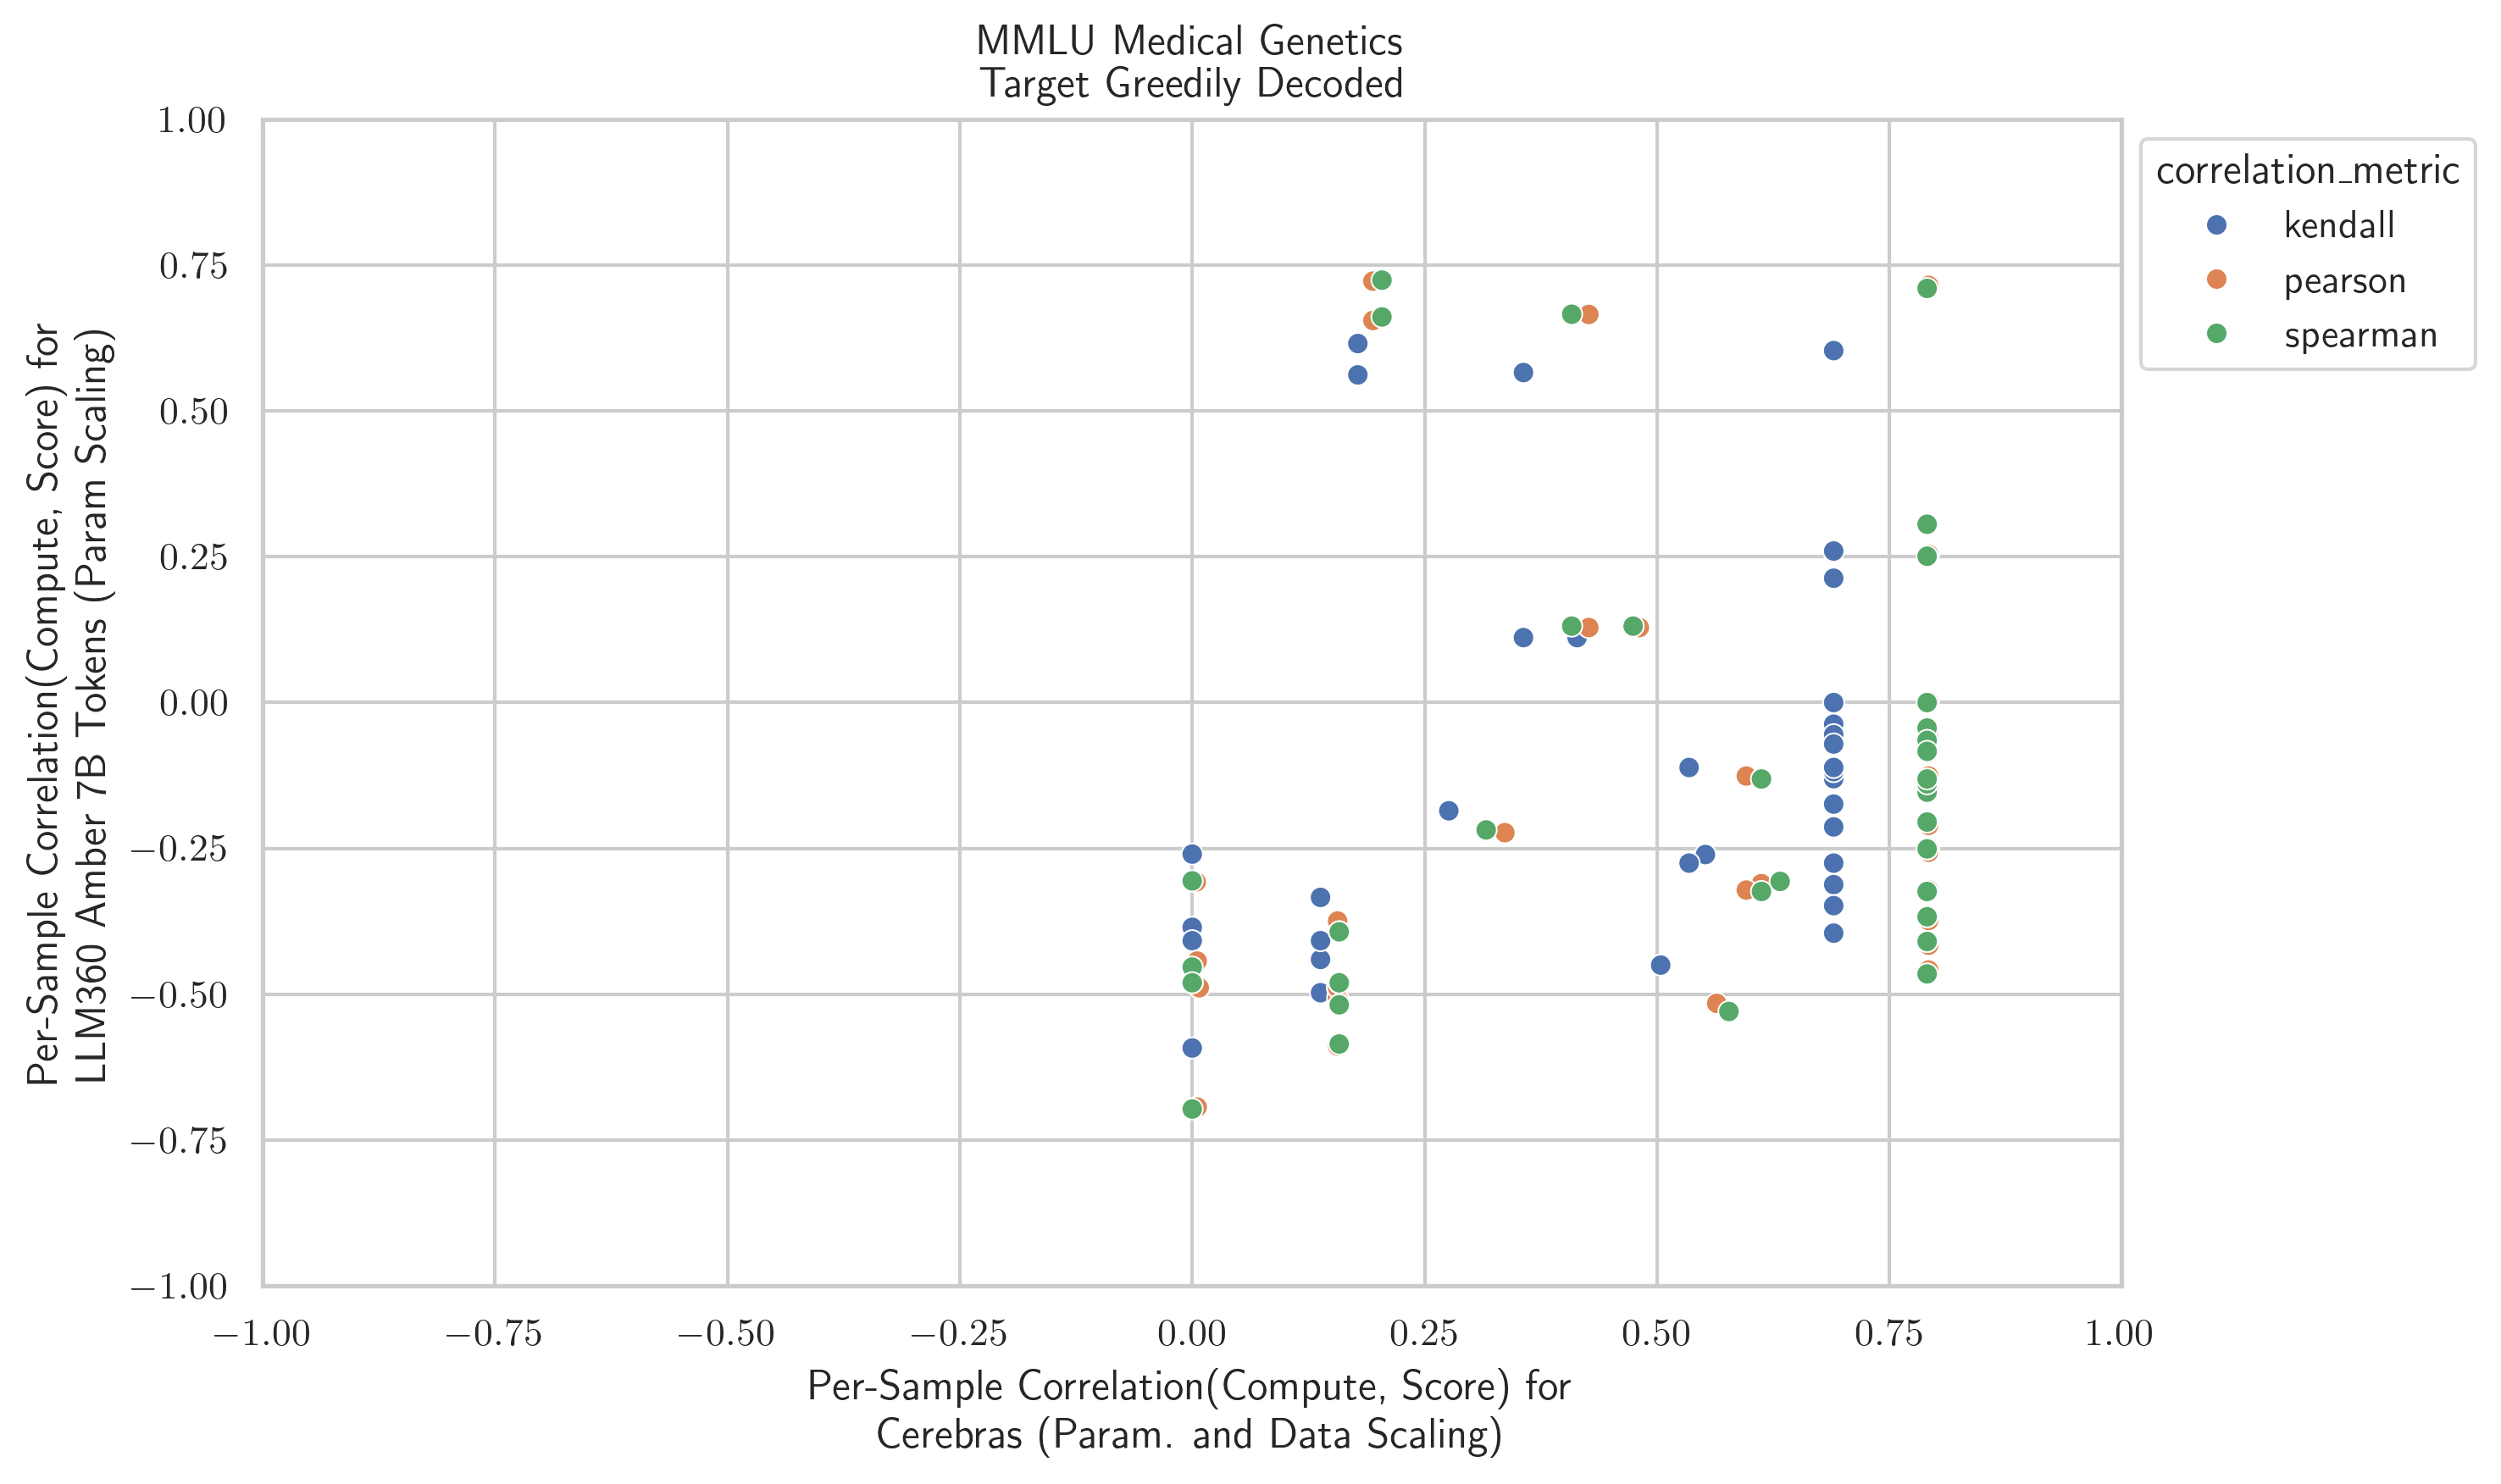 MMLU Medical Genetics
Target Greedily Decoded
1.00
0.75
0.50
0.25
0.00
−0.25
−0.50
−0.75
−1.00
Per-Sample Correlation(Compute, Score) for
LLM360 Amber 7B Tokens (Param Scaling)
−1.00 −0.75 −0.50 −0.25 0.00 0.25 0.50 0.75 1.00
Per-Sample Correlation(Compute, Score) for
Cerebras (Param. and Data Scaling)
correlation_metric
kendall
pearson
spearman